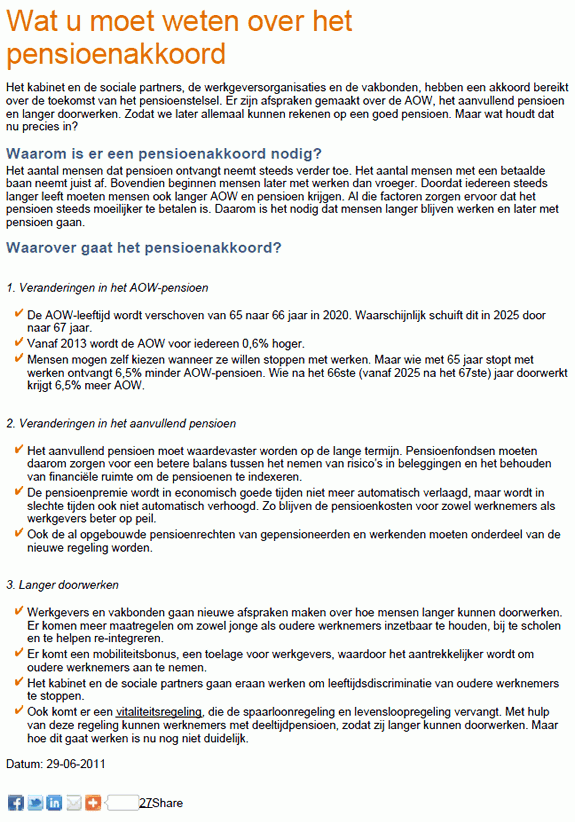 Wat u moet weten over het
pensioenakkoord
Het kabinet en de sociale partners, de werkgeversorganisaties en de vakbonden, hebben een akkoord bereikt
over de toekomst van het pensioenstelsel. Er zijn afspraken gemaakt over de AOW, het aanvullend pensioen
en langer doorwerken. Zodat we later allemaal kunnen rekenen op een goed pensioen. Maar wat houdt dat
nu precies in?
Waarom is er een pensioenakkoord nodig?
Het aantal mensen dat pensioen ontvangt neemt steeds verder toe. Het aantal mensen met een betaalde
baan neemt juist af. Bovendien beginnen mensen later met werken dan vroeger. Doordat iedereen steeds
langer leeft moeten mensen ook langer AOW en pensioen krijgen. Al die factoren zorgen ervoor dat het
pensioen steeds moeilijker te betalen is. Daarom is het nodig dat mensen langer blijven werken en later met
pensioen gaan.
Waarover gaat het pensioenakkoord?
1. Veranderingen in het AOW-pensioen
De AOW-leeftijd wordt verschoven van 65 naar 66 jaar in 2020. Waarschijnlijk schuift dit in 2025 door
naar 67 jaar.
Vanaf 2013 wordt de AOW voor iedereen 0,6% hoger.
Mensen mogen zelf kiezen wanneer ze willen stoppen met werken. Maar wie met 65 jaar stopt met
werken ontvangt 6,5% minder AOW-pensioen. Wie na het 66ste (vanaf 2025 na het 67ste) jaar doorwerkt
krijgt 6,5% meer AOW.
2. Veranderingen in het aanvullend pensioen
Het aanvullend pensioen moet waardevaster worden op de lange termijn. Pensioenfondsen moeten
daarom zorgen voor een betere balans tussen het nemen van risico's in beleggingen en het behouden
van financiële ruimte om de pensioenen te indexeren.
De pensioenpremie wordt in economisch goede tijden niet meer automatisch verlaagd, maar wordt in
slechte tijden ook niet automatisch verhoogd. Zo blijven de pensioenkosten voor zowel werknemers als
werkgevers beter op peil.
Ook de al opgebouwde pensioenrechten van gepensioneerden en werkenden moeten onderdeel van de
nieuwe regeling worden.
3. Langer doorwerken
Werkgevers en vakbonden gaan nieuwe afspraken maken over hoe mensen langer kunnen doorwerken.
Er komen meer maatregelen om zowel jonge als oudere werknemers inzetbaar te houden, bij te scholen
en te helpen re-integreren.
Er komt een mobiliteitsbonus, een toelage voor werkgevers, waardoor het aantrekkelijker wordt om
oudere werknemers aan te nemen.
Het kabinet en de sociale partners gaan eraan werken om leeftijdsdiscriminatie van oudere werknemers
te stoppen.
Ook komt er een vitaliteitsregeling, die de spaarloonregeling en levensloopregeling vervangt. Met hulp
van deze regeling kunnen werknemers met deeltijdpensioen, zodat zij langer kunnen doorwerken. Maar
hoe dit gaat werken is nu nog niet duidelijk.
Datum: 29-06-2011
27Share